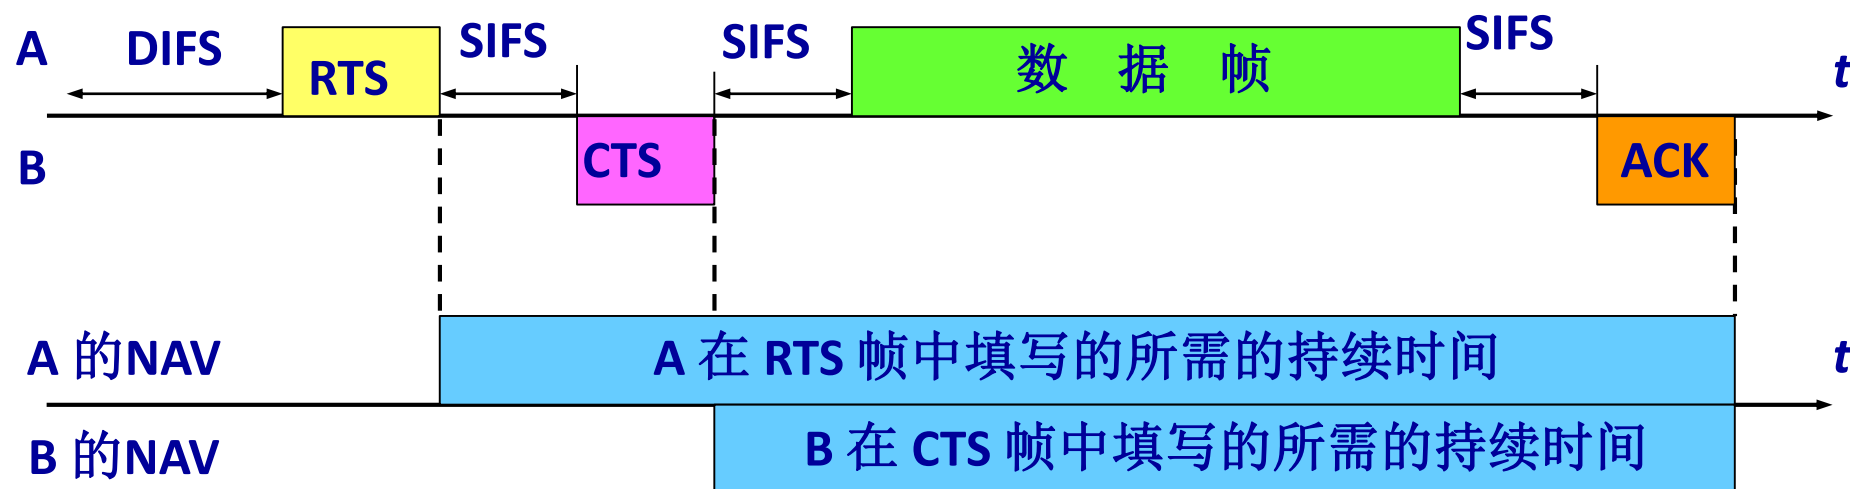 A DIFS RTS SIFS SIFS 数 据 帧 SIFS t
B CTS ACK
A 的NAV A 在 RTS 帧中填写的所需的持续时间 t
B 的NAV B 在 CTS 帧中填写的所需的持续时间